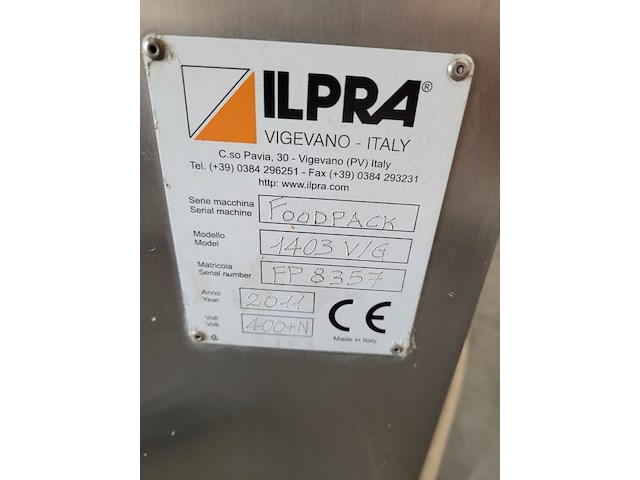 ILPRA®
VIGEVANO - ITALY
C.so Pavia, 30 - Vigevano (PV) Italy
Tel. (+39) 0384 296251 - Fax (+39) 0384 293231
http: www.ilpra.com
Serie macchina
Serial machine
FOODPACK
Modello
Model
1403 V/G
Matricola
Serial number
FP 8357
Anno
Year
2011
Volt
Volt
400+N
CE
Made in Italy